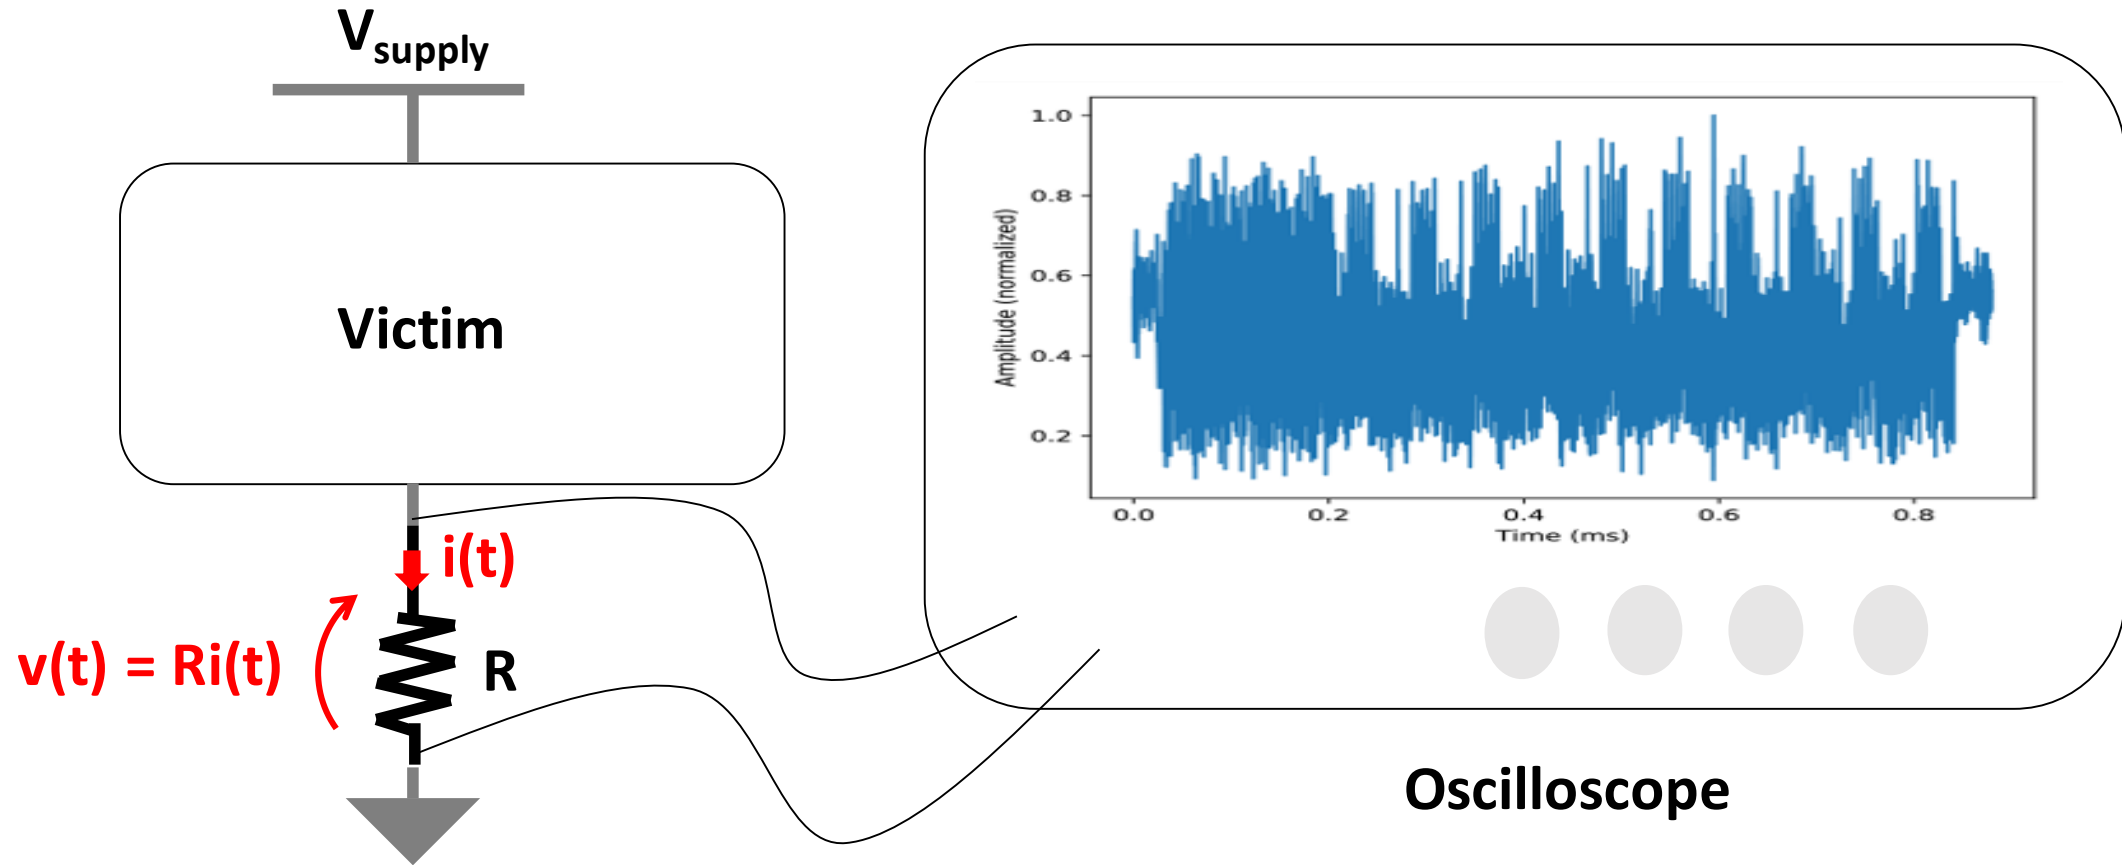 Vsupply
Victim
i(t)
v(t) = Ri(t)
R
1.0
0.8
0.6
0.4
0.2
Amplitude (normalized)
0.0 0.2 0.4 0.6 0.8
Time (ms)
Oscilloscope